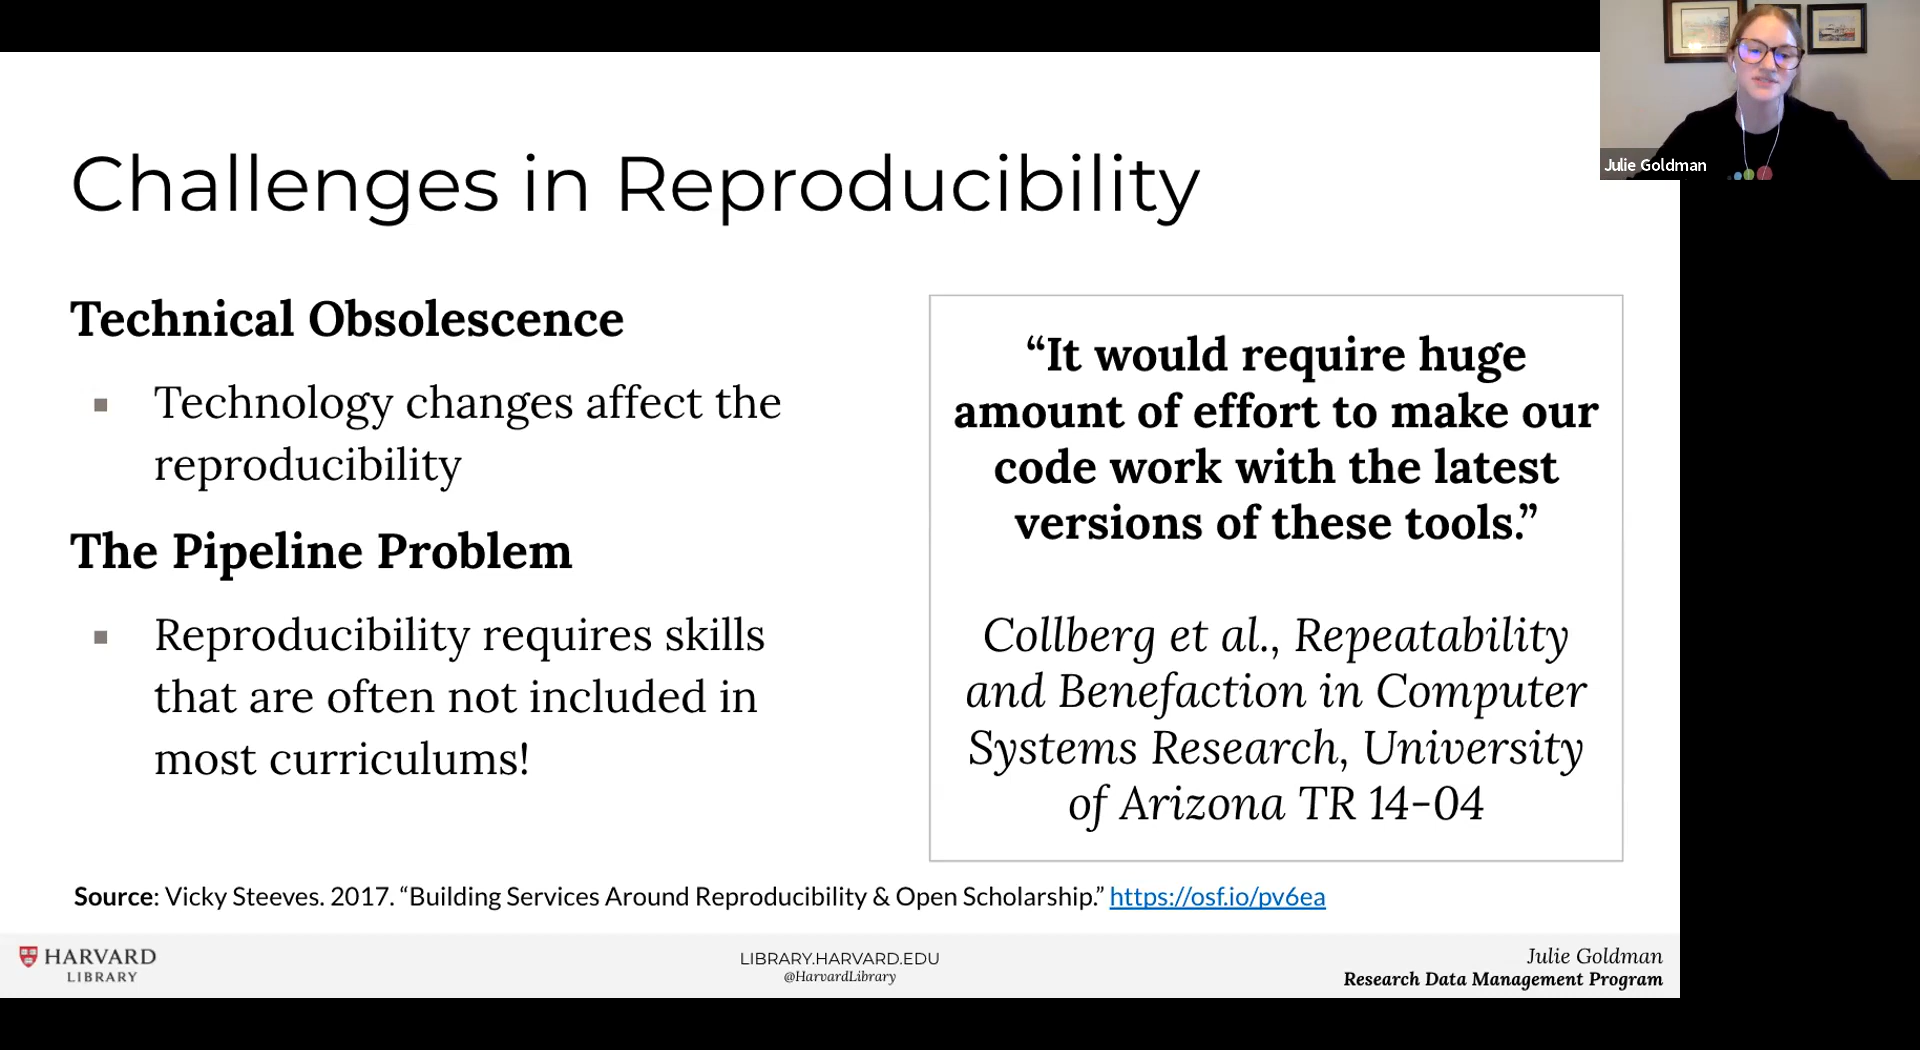 Julie Goldman
Challenges in Reproducibility
Technical Obsolescence
▪ Technology changes affect the
reproducibility
The Pipeline Problem
▪ Reproducibility requires skills
that are often not included in
most curriculums!
“It would require huge
amount of effort to make our
code work with the latest
versions of these tools.”
Collberg et al., Repeatability
and Benefaction in Computer
Systems Research, University
of Arizona TR 14-04
Source: Vicky Steeves. 2017. “Building Services Around Reproducibility & Open Scholarship.” https://osf.io/pv6ea
HARVARD
LIBRARY
LIBRARY.HARVARD.EDU
@HarvardLibrary
Julie Goldman
Research Data Management Program